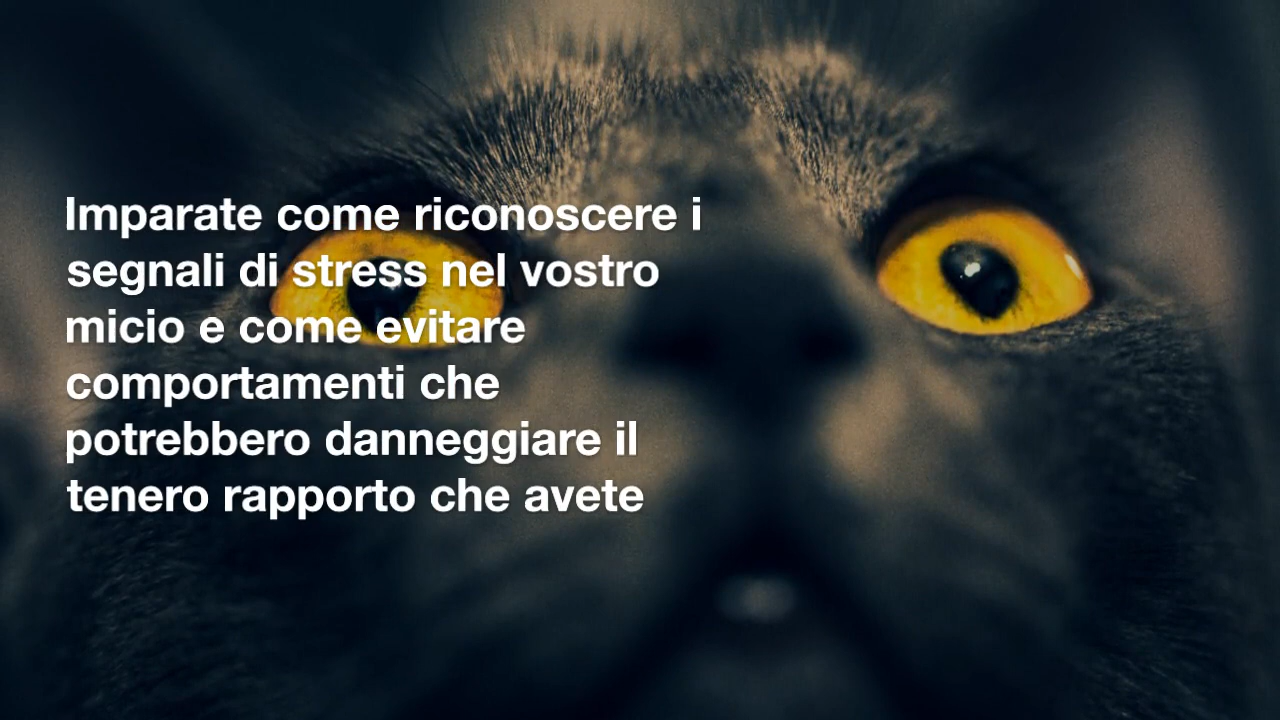 Imparate come riconoscere i
segnali di stress nel vostro
micio e come evitare
comportamenti che
potrebbero danneggiare il
tenero rapporto che avete